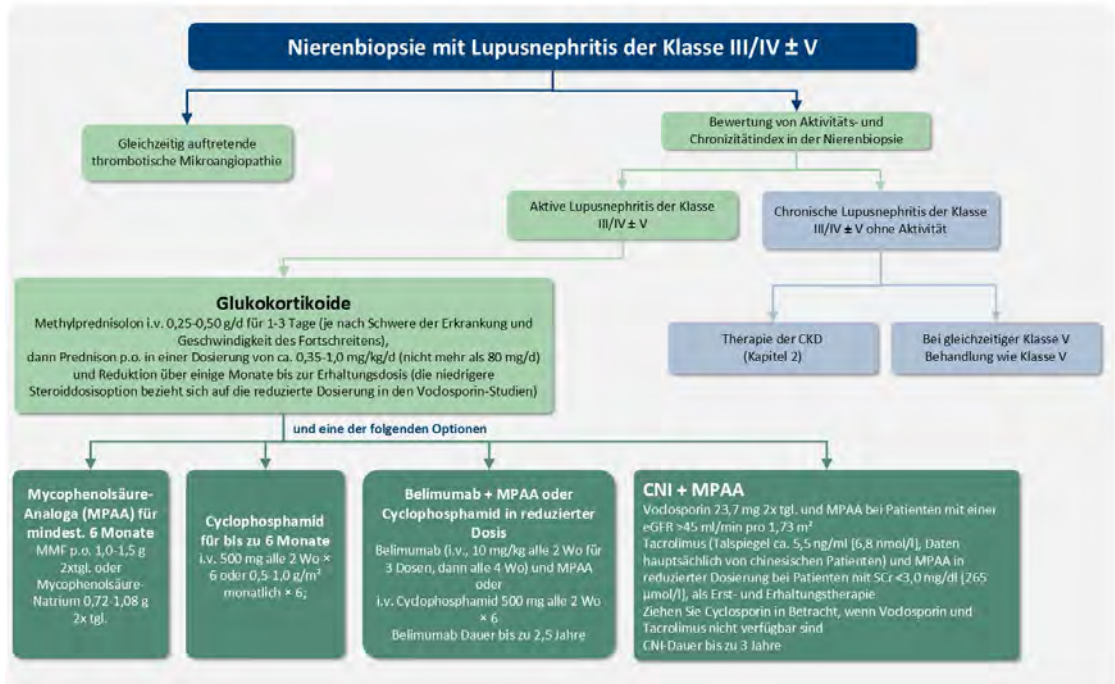 Nierenbiopsie mit Lupusnephritis der Klasse III/IV ± V
Gleichzeitig auftretende
thrombotische Mikroangiopathie
Bewertung von Aktivitäts- und
Chronizitätindex in der Nierenbiopsie
Aktive Lupusnephritis der Klasse
III/IV ± V
Chronische Lupusnephritis der Klasse
III/IV ± V ohne Aktivität
Glukokortikoide
Methylprednisolon i.v. 0,25-0,50 g/d für 1-3 Tage (je nach Schwere der Erkrankung und
Geschwindigkeit des Fortschreitens),
dann Prednison p.o. in einer Dosierung von ca. 0,35-1,0 mg/kg/d (nicht mehr als 80 mg/d)
und Reduktion über einige Monate bis zur Erhaltungsdosis (die niedrigere
Steroiddosisoption bezieht sich auf die reduzierte Dosierung in den Voclosporin-Studien)
Therapie der CKD
(Kapitel 2)
Bei gleichzeitiger Klasse V
Behandlung wie Klasse V
und eine der folgenden Optionen
Mycophenolsäure-
Analoga (MPAA) für
mindest. 6 Monate
MMF p.o. 1,0-1,5 g
2xtgl. oder
Mycophenolsäure-
Natrium 0,72-1,08 g
2x tgl.
Cyclophosphamid
für bis zu 6 Monate
i.v. 500 mg alle 2 Wo ×
6 oder 0,5-1,0 g/m²
monatlich × 6;
Belimumab + MPAA oder
Cyclophosphamid in reduzierter
Dosis
Belimumab (i.v., 10 mg/kg alle 2 Wo für
3 Dosen, dann alle 4 Wo) und MPAA
oder
i.v. Cyclophosphamid 500 mg alle 2 Wo
× 6
Belimumab Dauer bis zu 2,5 Jahre
CNI + MPAA
Voclosporin 23,7 mg 2x tgl. und MPAA bei Patienten mit einer
eGFR >45 ml/min pro 1,73 m²
Tacrolimus (Talspiegel ca. 5,5 ng/ml [6,8 nmol/l], Daten
hauptsächlich von chinesischen Patienten) und MPAA in
reduzierter Dosierung bei Patienten mit SCr <3,0 mg/dl [265
µmol/l], als Erst- und Erhaltungstherapie
Ziehen Sie Cyclosporin in Betracht, wenn Voclosporin und
Tacrolimus nicht verfügbar sind
CNI-Dauer bis zu 3 Jahre